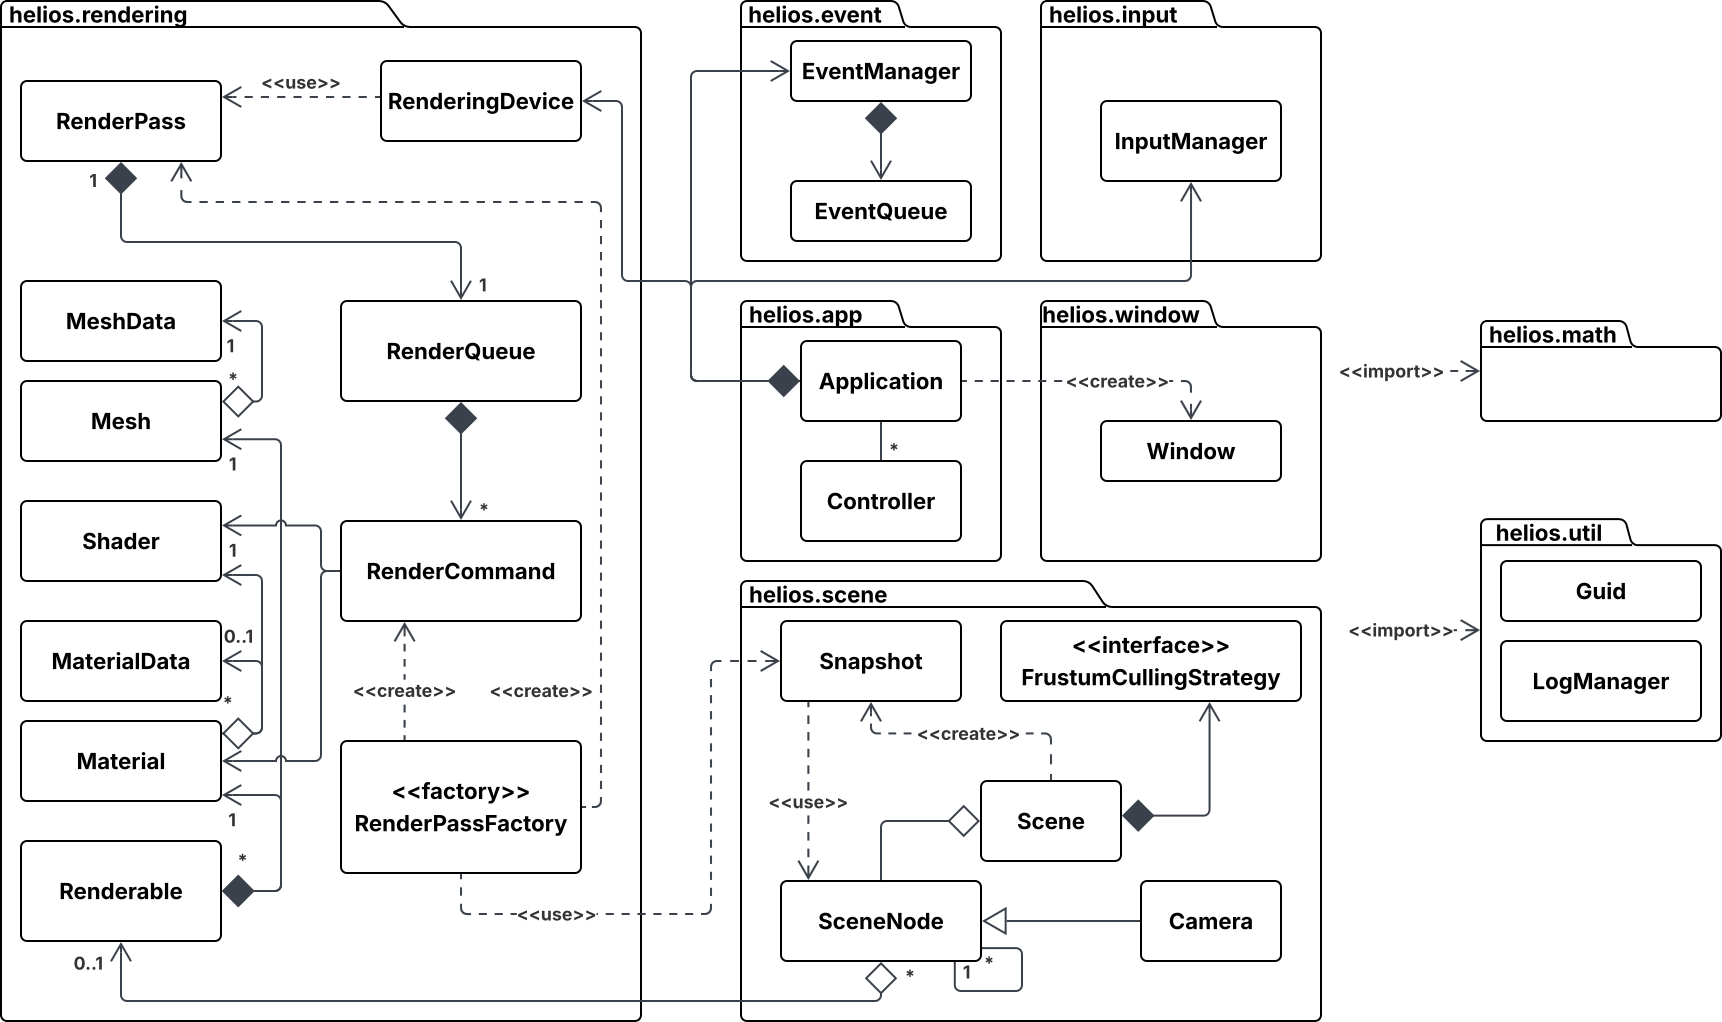 helios.rendering
RenderPass
<<use>>
RenderingDevice
1
1
MeshData
1
*
Mesh
1
RenderQueue
*
Shader
1
RenderCommand
0..1
MaterialData
*
<<create>>
<<create>>
Material
1
<<factory>>
RenderPassFactory
*
Renderable
<<use>>
0..1
helios.event
EventManager
EventQueue
helios.input
InputManager
helios.app
Application
*
Controller
<<create>>
helios.window
Window
helios.scene
Snapshot
<<interface>>
FrustumCullingStrategy
<<create>>
<<use>>
Scene
SceneNode
Camera
*
1
*
<<import>>
helios.math
<<import>>
helios.util
Guid
LogManager